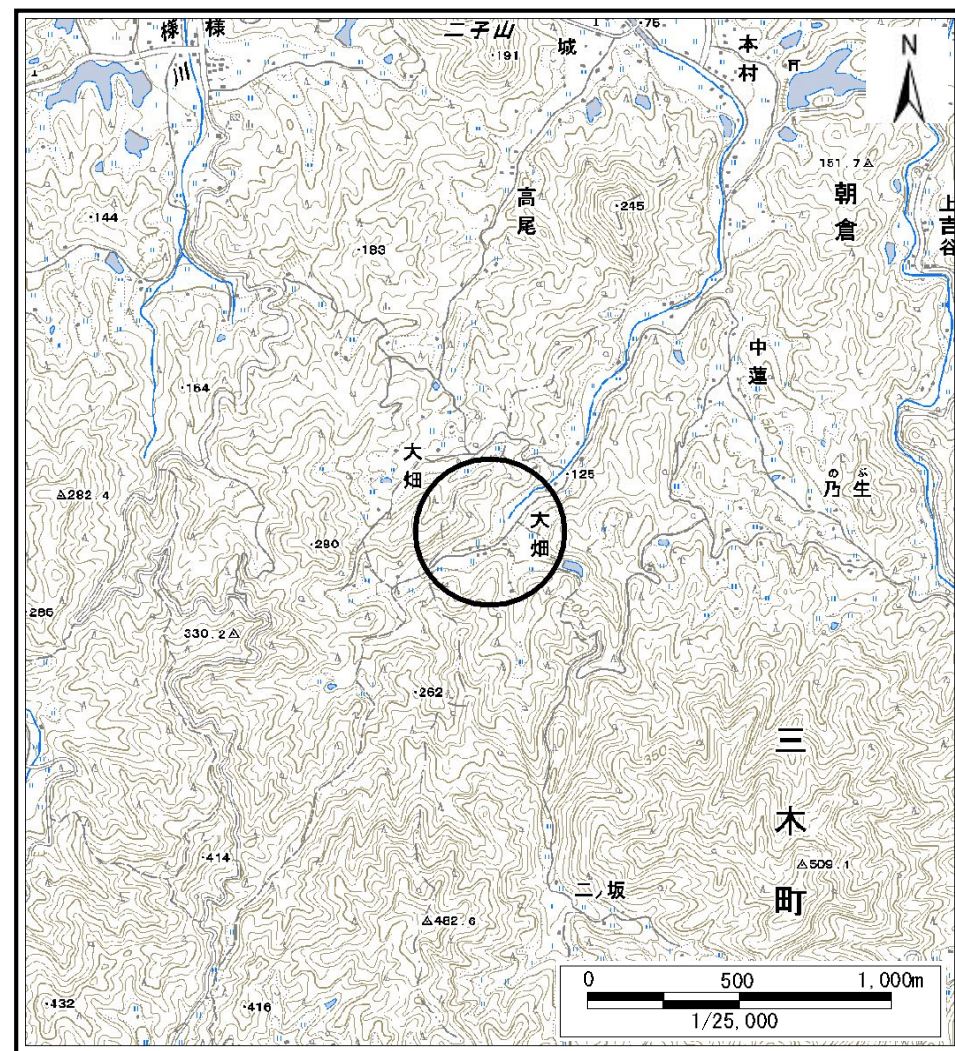 二子山
・191
・75
様
様
川
城
本村
N
151.7
朝倉
上吉谷
高尾
・245
・144
・183
中蓮
・164
大畑
・125
のぶ
乃生
282.4
大畑
・280
・285
330.2
・262
350
三木町
・414
509.1
二ノ坂
482.6
・432
・416
0 500 1,000m
1/25,000